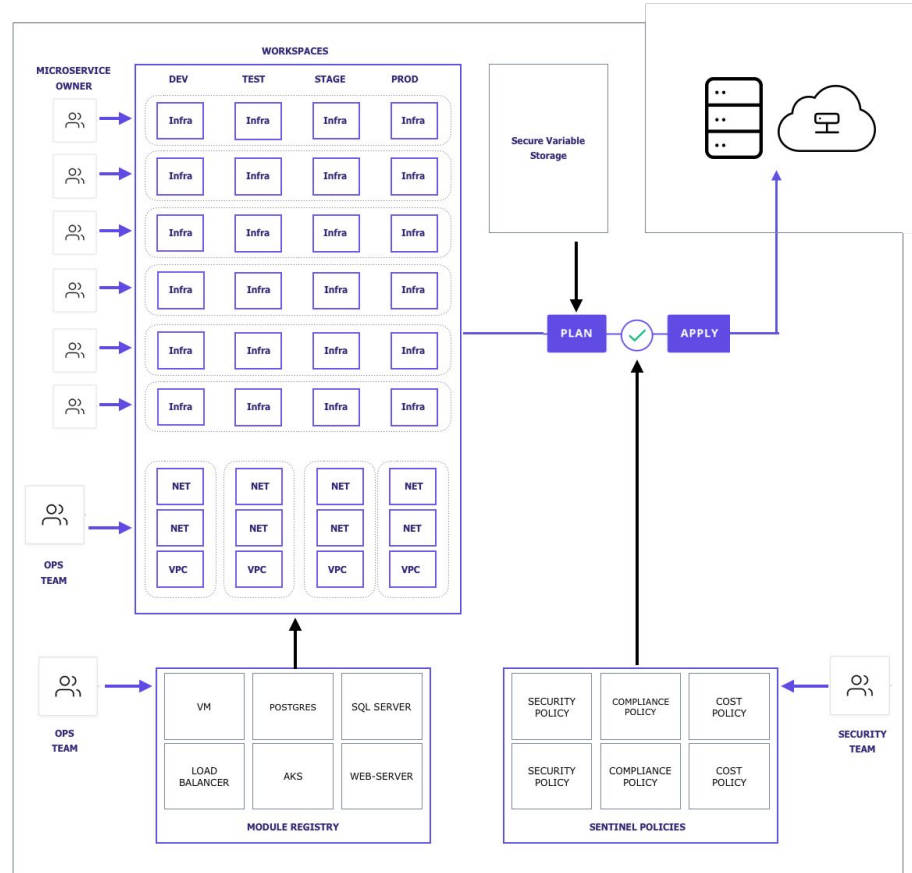 WORKSPACES
MICROSERVICE
OWNER
DEV TEST STAGE PROD
Infra Infra Infra Infra
Infra Infra Infra Infra
Infra Infra Infra Infra
Infra Infra Infra Infra
Infra Infra Infra Infra
Infra Infra Infra Infra
NET NET NET NET
NET NET NET NET
VPC VPC VPC VPC
OPS
TEAM
Secure Variable
Storage
PLAN
APPLY
OPS
TEAM
VM POSTGRES SQL SERVER
LOAD
BALANCER
AKS
WEB-SERVER
MODULE REGISTRY
SECURITY
POLICY
COMPLIANCE
POLICY
COST
POLICY
SECURITY
POLICY
COMPLIANCE
POLICY
COST
POLICY
SENTINEL POLICIES
SECURITY
TEAM